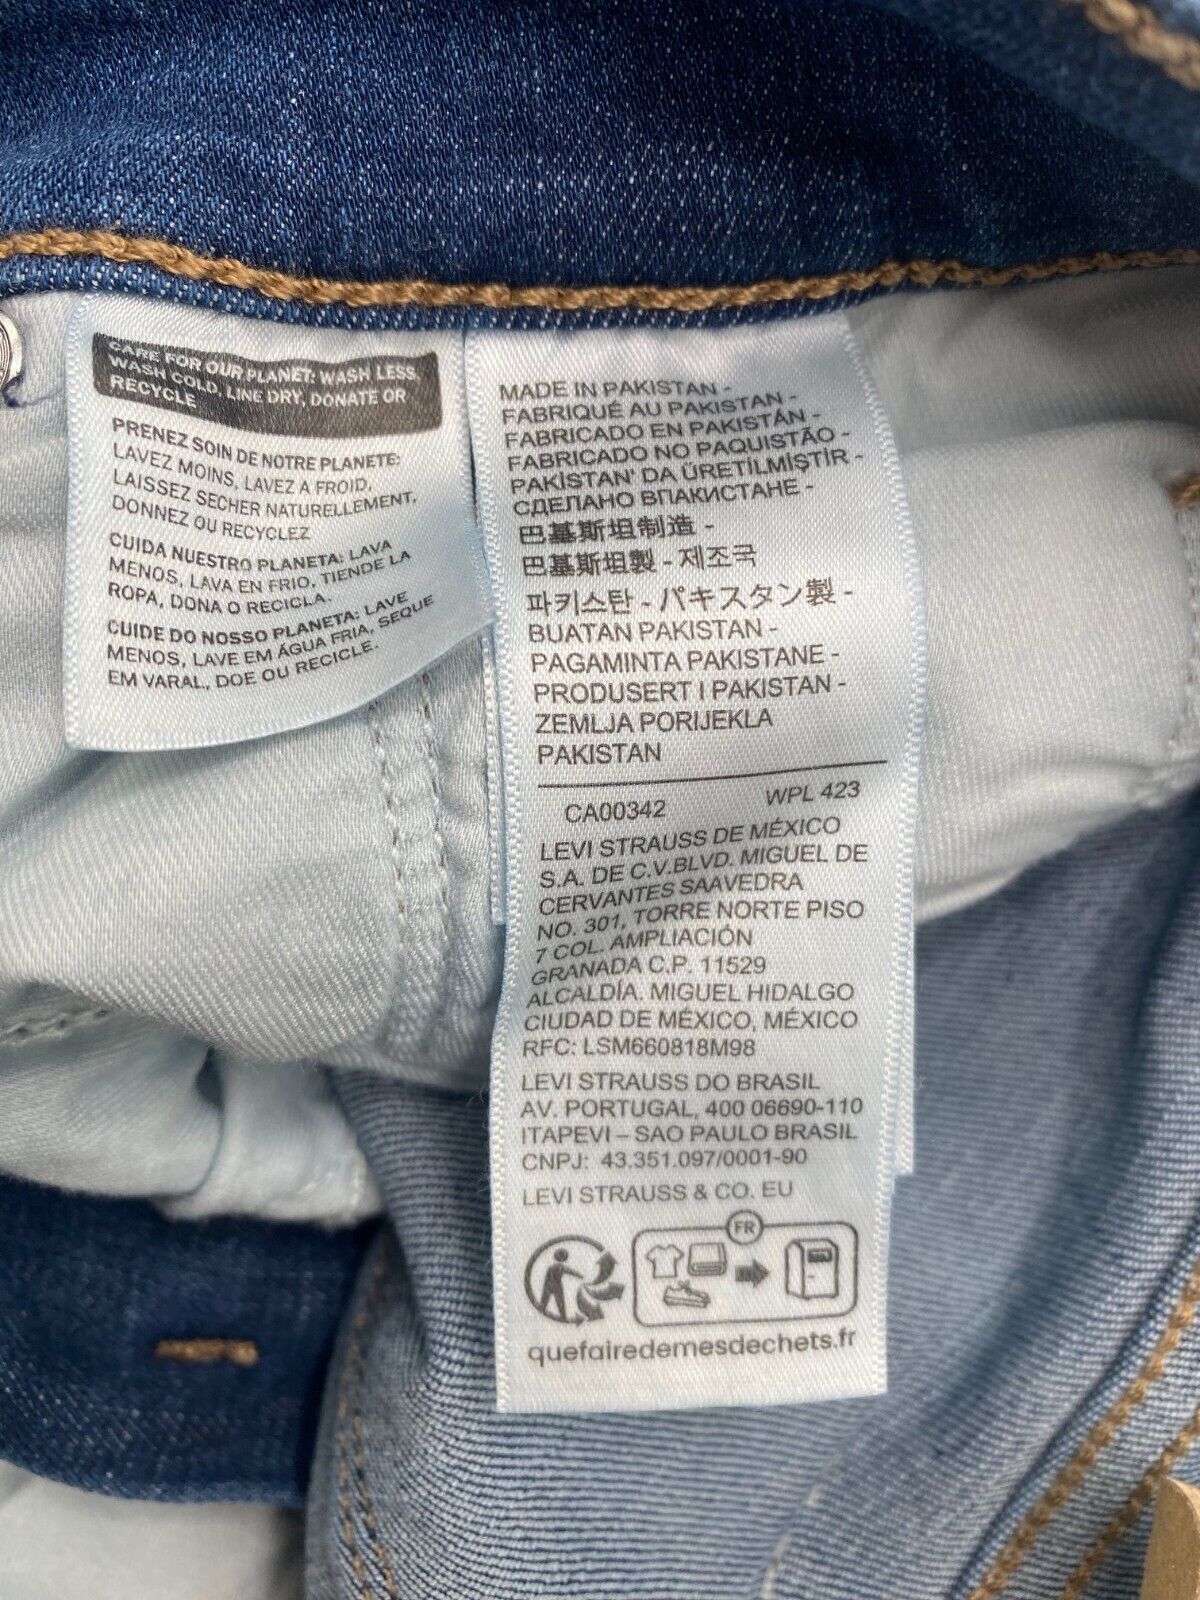 CARE FOR OUR PLANET: WASH LESS,
WASH COLD, LINE DRY, DONATE OR
RECYCLE
PRENEZ SOIN DE NOTRE PLANETE:
LAVEZ MOINS, LAVEZ A FROID,
LAISSEZ SECHER NATURELLEMENT,
DONNEZ OU RECYCLEZ
CUIDA NUESTRO PLANETA: LAVA
MENOS, LAVA EN FRIO, TIENDE LA
ROPA, DONA O RECICLA.
CUIDE DO NOSSO PLANETA: LAVE
MENOS, LAVE EM ÁGUA FRIA, SEQUE
EM VARAL, DOE OU RECICLE.
MADE IN PAKISTAN -
FABRIQUÉ AU PAKISTAN -
FABRICADO EN PAKISTÁN -
FABRICADO NO PAQUISTÃO -
PAKİSTAN' DA ÜRETILMİŞTİR -
СДЕЛАНО ВПАКИСТАНЕ -
巴基斯坦制造 -
巴基斯坦製 - 제조국
파키스탄 - パキスタン製 -
BUATAN PAKISTAN -
PAGAMINTA PAKISTANE -
PRODUSERT I PAKISTAN -
ZEMLJA PORIJEKLA
PAKISTAN
CA00342 WPL 423
LEVI STRAUSS DE MÉXICO
S.A. DE C.V.BLVD. MIGUEL DE
CERVANTES SAAVEDRA
NO. 301, TORRE NORTE PISO
7 COL. AMPLIACIÓN
GRANADA C.P. 11529
ALCALDÍA. MIGUEL HIDALGO
CIUDAD DE MÉXICO, MÉXICO
RFC: LSM660818M98
LEVI STRAUSS DO BRASIL
AV. PORTUGAL, 400 06690-110
ITAPEVI – SAO PAULO BRASIL
CNPJ: 43.351.097/0001-90
LEVI STRAUSS & CO. EU
FR
quefairedemesdechets.fr